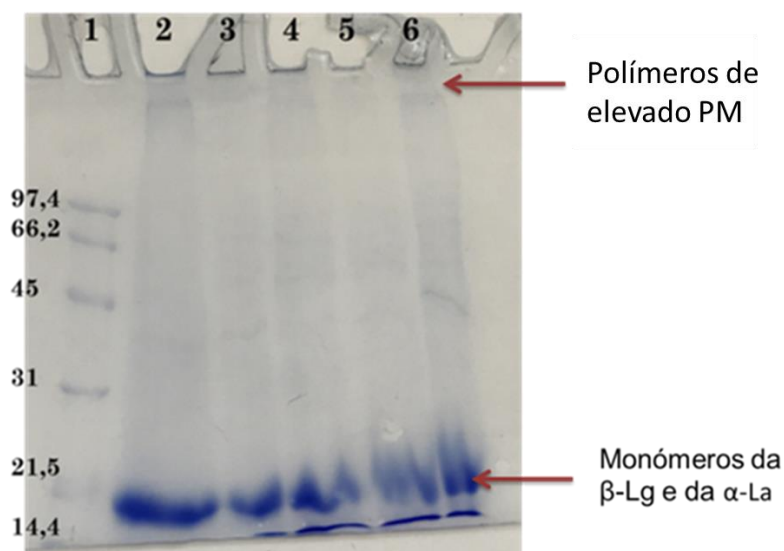 1 2 3 4 5 6
Polímeros de
elevado PM
97,4
66,2
45
31
21,5
14,4
Monómeros da
β-Lg e da α-La